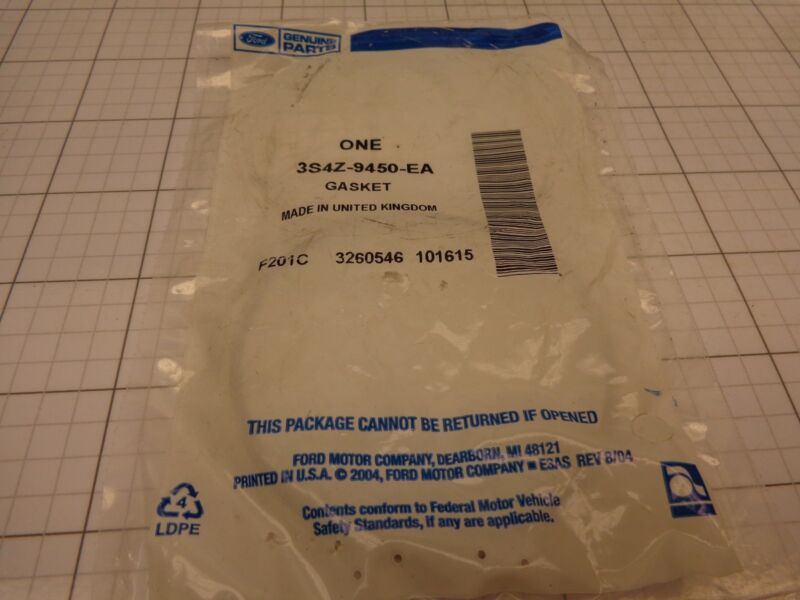 Ford GENUINE PARTS
ONE
3S4Z-9450-EA
GASKET
MADE IN UNITED KINGDOM
F201C 3260546 101615
THIS PACKAGE CANNOT BE RETURNED IF OPENED
FORD MOTOR COMPANY, DEARBORN, MI 48121
PRINTED IN U.S.A. © 2004, FORD MOTOR COMPANY ESAS REV 8/04
Contents conform to Federal Motor Vehicle
Safety Standards, if any are applicable.
4
LDPE